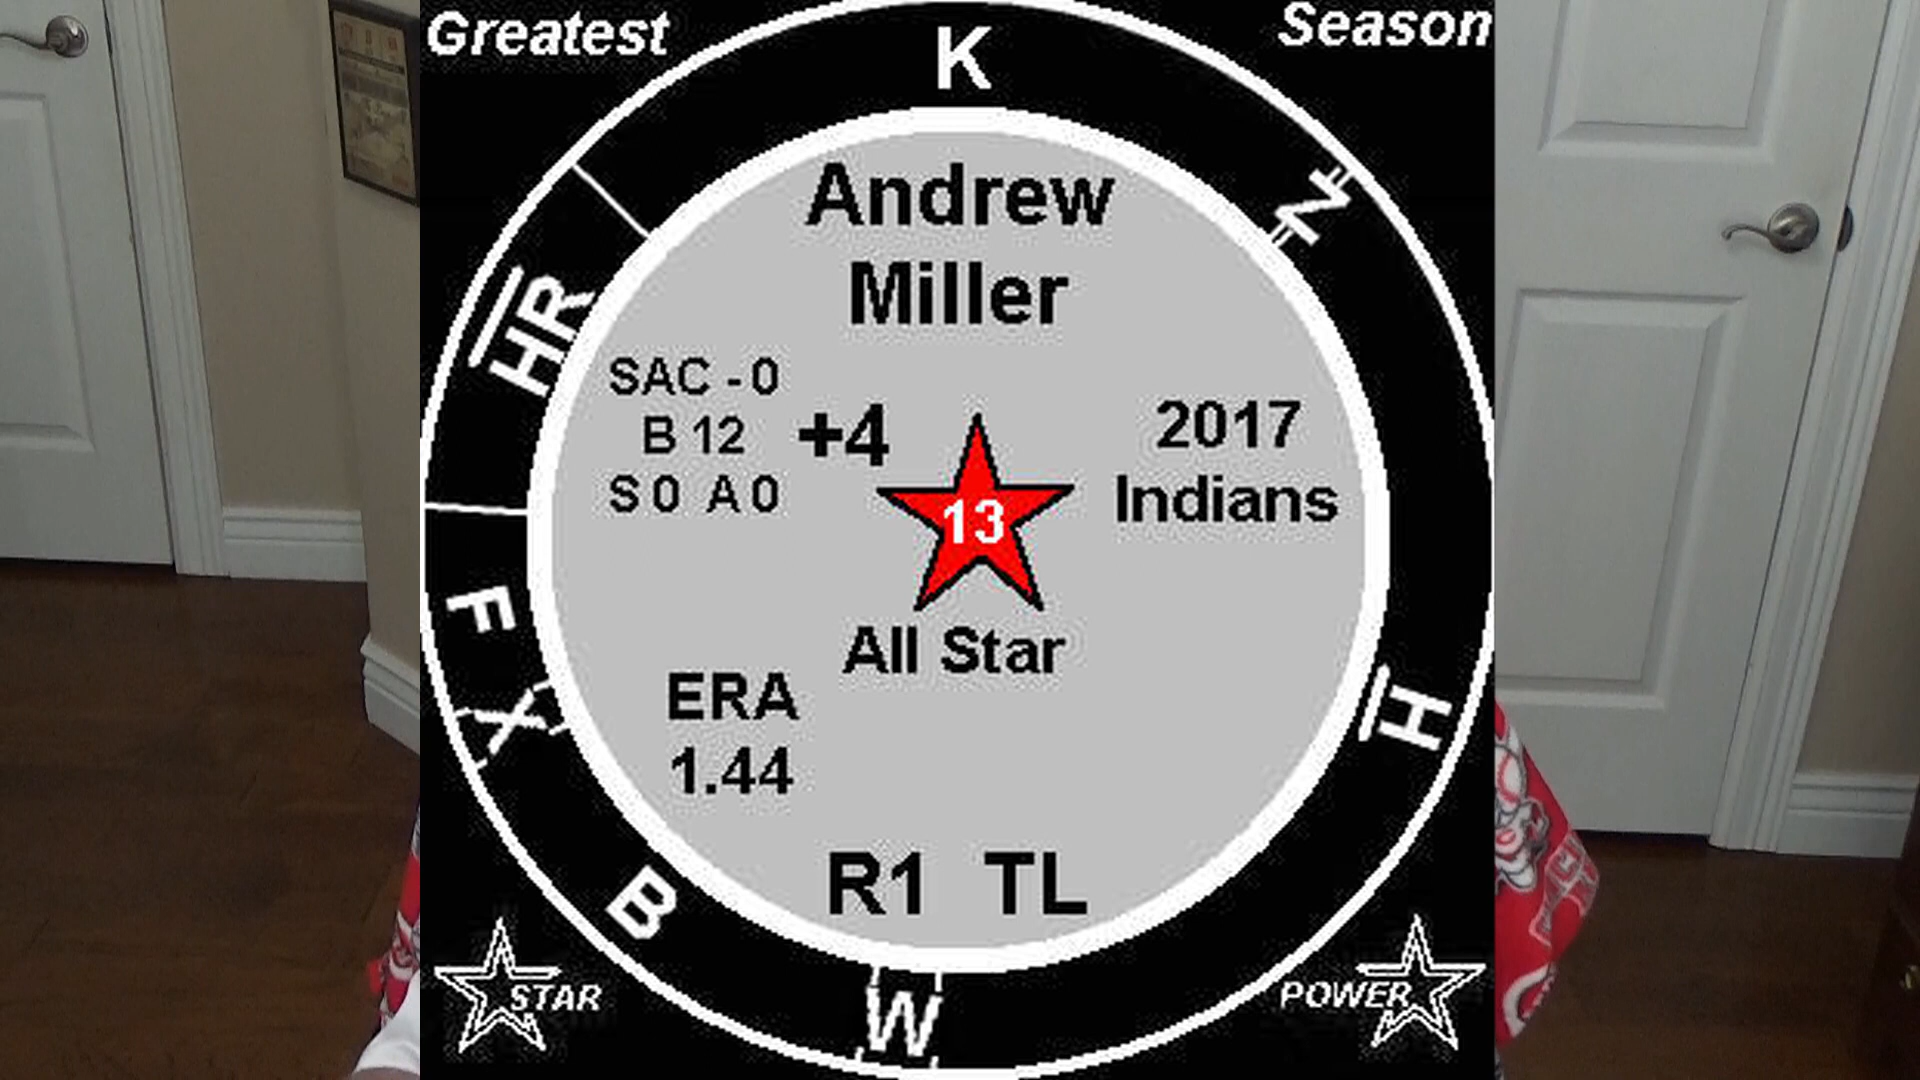 Greatest
Season
K
N
HR
H
F
X
B
W
Andrew
Miller
SAC - 0
B 12
S 0 A 0
+4
13
2017
Indians
All Star
ERA
1.44
R1 TL
STAR
POWER